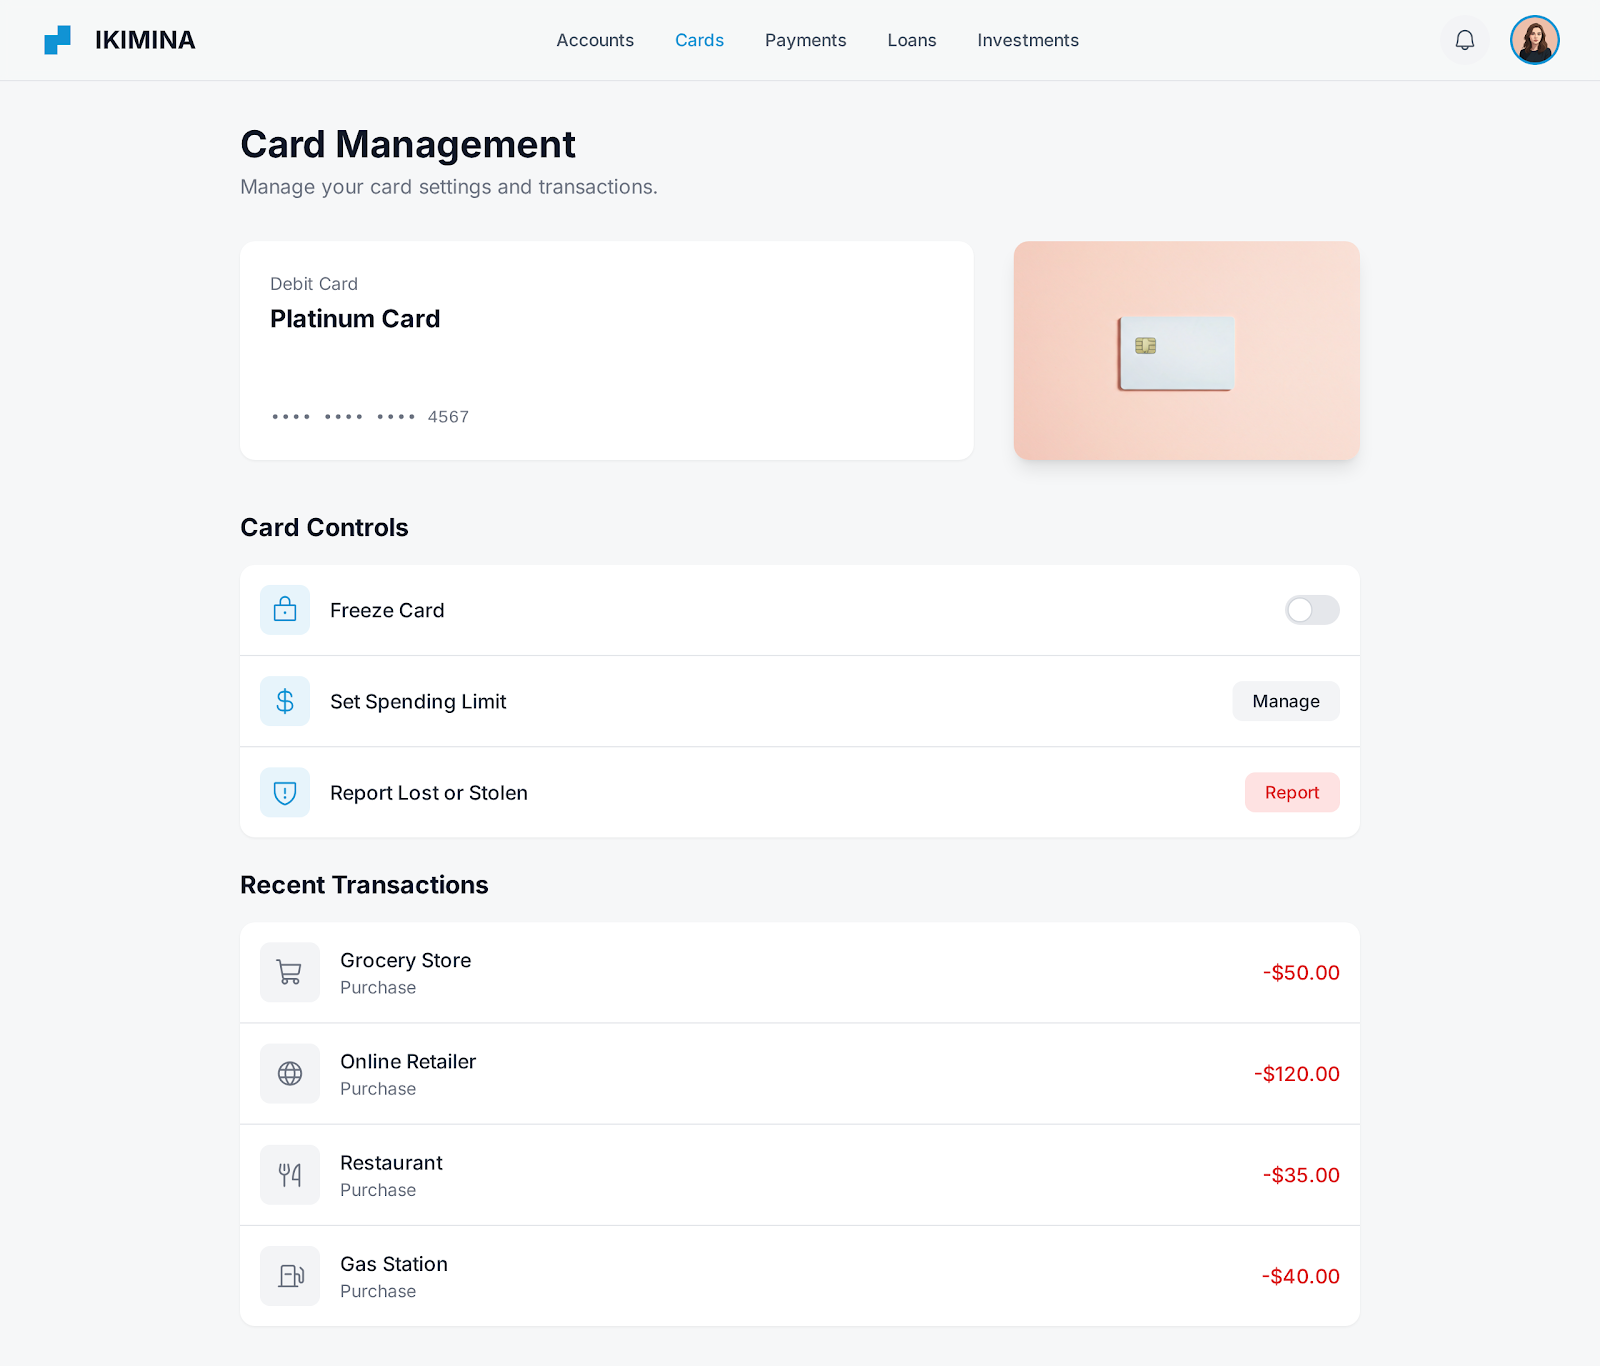 IKIMINA
Accounts
Cards
Payments
Loans
Investments
Card Management
Manage your card settings and transactions.
Debit Card
Platinum Card
•••• •••• •••• 4567
Card Controls
Freeze Card
Set Spending Limit
Manage
Report Lost or Stolen
Report
Recent Transactions
Grocery Store
Purchase
-$50.00
Online Retailer
Purchase
-$120.00
Restaurant
Purchase
-$35.00
Gas Station
Purchase
-$40.00